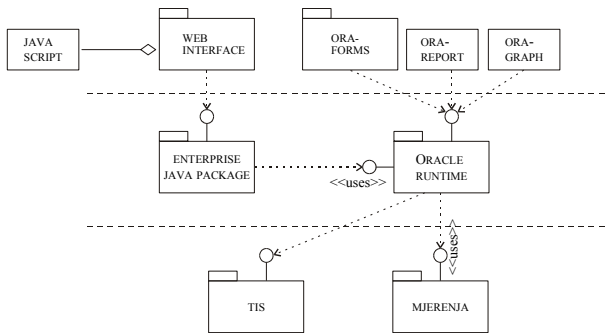 JAVA
SCRIPT
WEB
INTERFACE
ORA-
FORMS
ORA-
REPORT
ORA-
GRAPH
ENTERPRISE
JAVA PACKAGE
<<uses>>
ORACLE
RUNTIME
<<uses>>
TIS
MJERENJA